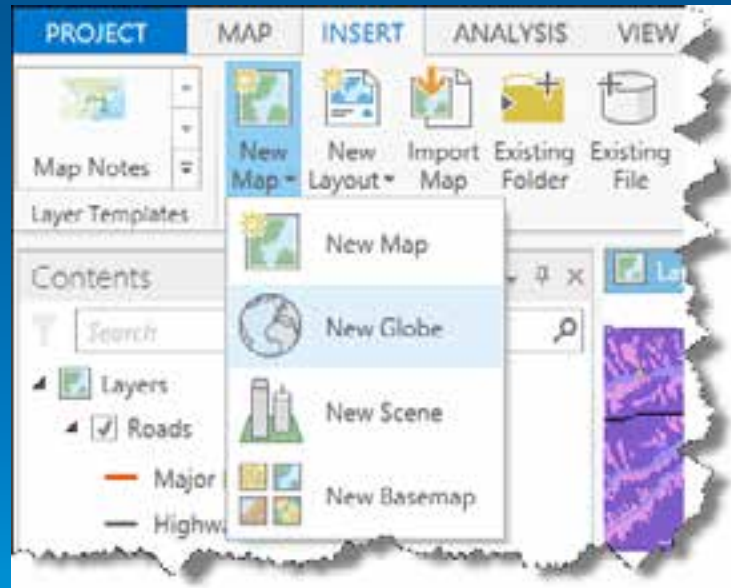 PROJECT MAP INSERT ANALYSIS VIEW
Map Notes
New Map
New Layout
Import Map
Existing Folder
Existing File
Layer Templates
Contents
Search
New Map
New Globe
New Scene
New Basemap
Layers
Roads
Major